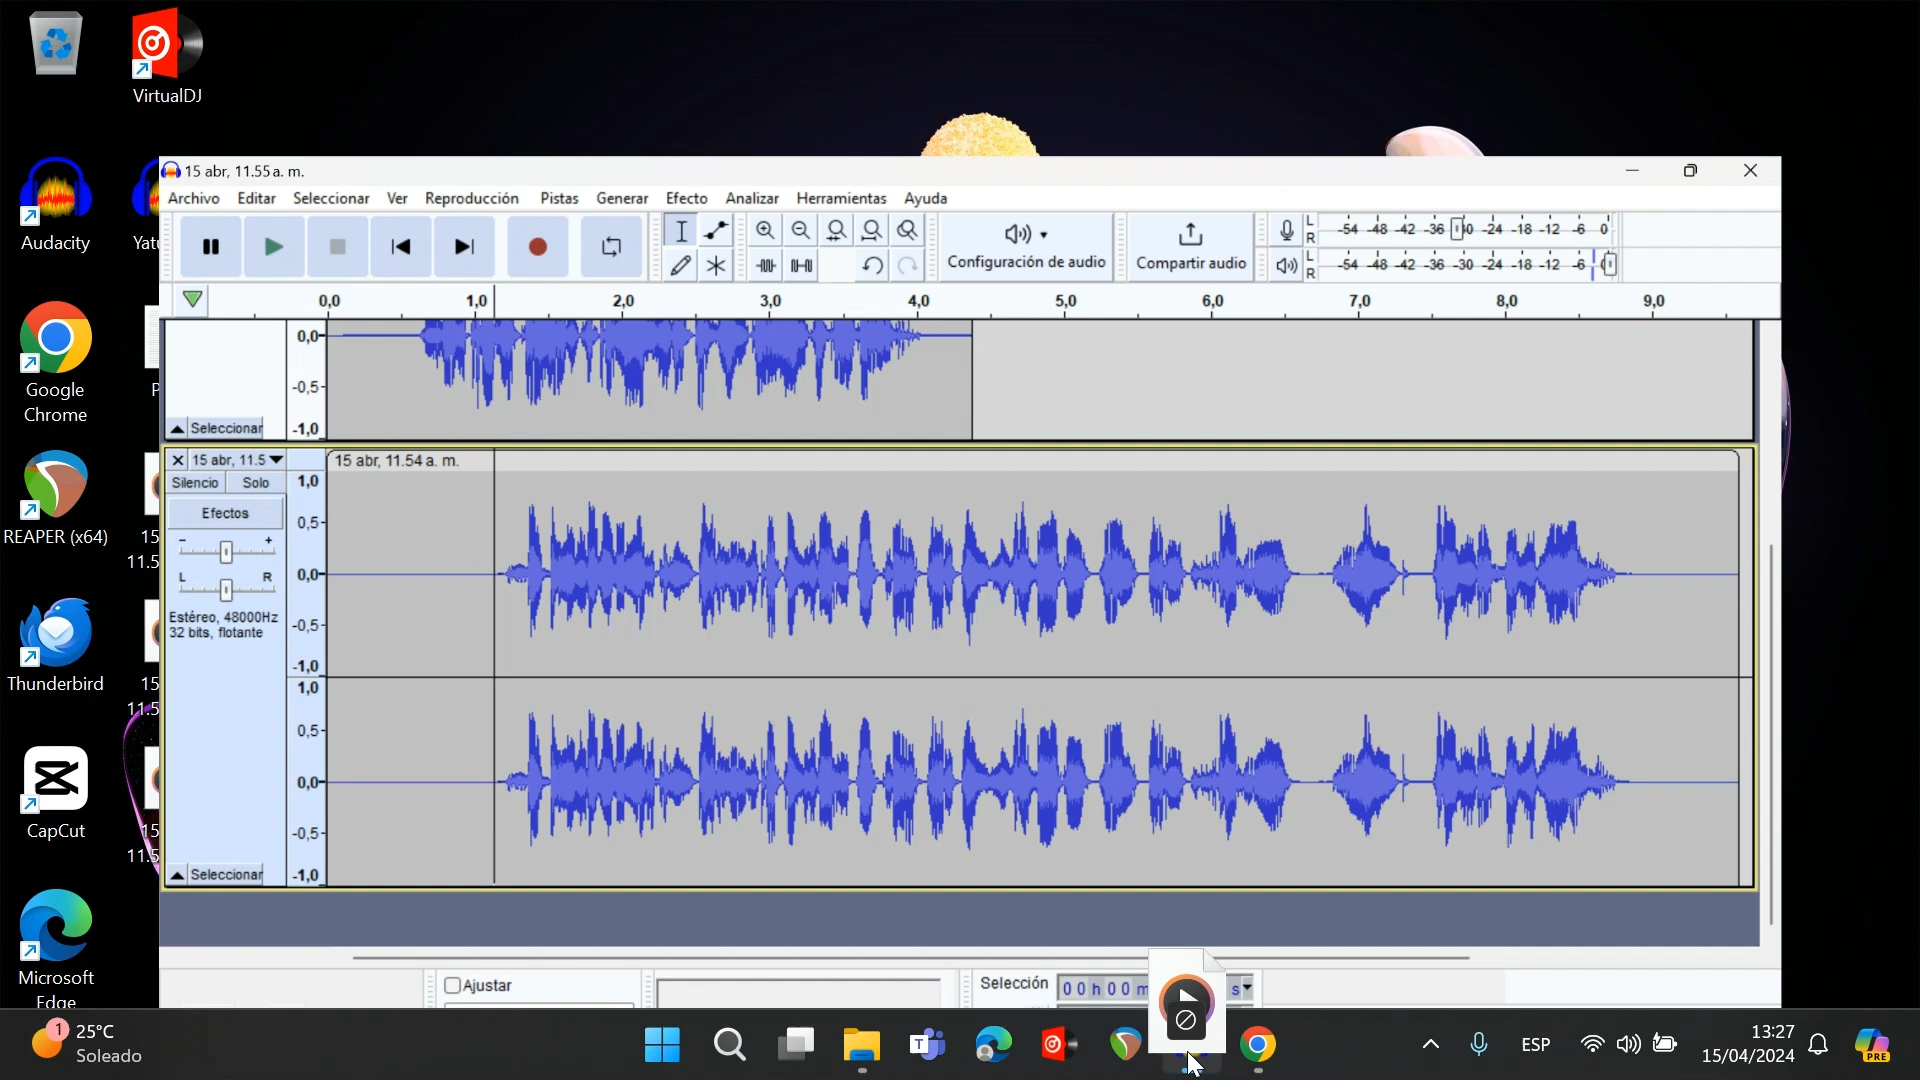 VirtualDJ
Audacity
Yatu
Google
Chrome
P
REAPER (x64)
15
11.5
Thunderbird
15
11.5
CapCut
15
11.5
Microsoft
Edge
15 abr, 11.55 a. m.
Archivo Editar Seleccionar Ver Reproducción Pistas Generar Efecto Analizar Herramientas Ayuda
Configuración de audio
Compartir audio
L
R
-54 -48 -42 -36 -30 -24 -18 -12 -6 0
L
R
-54 -48 -42 -36 -30 -24 -18 -12 -6 0
0,0 1,0 2,0 3,0 4,0 5,0 6,0 7,0 8,0 9,0
0,0
-0,5
-1,0
Seleccionar
15 abr, 11.5
15 abr, 11.54 a. m.
Silencio Solo
Efectos
- +
L R
Estéreo, 48000Hz
32 bits, flotante
1,0
0,5
0,0
-0,5
-1,0
1,0
0,5
0,0
-0,5
-1,0
Seleccionar
Ajustar
Selección
00 h 00 m
s
1
25°C
Soleado
T
ESP
13:27
15/04/2024
PRE